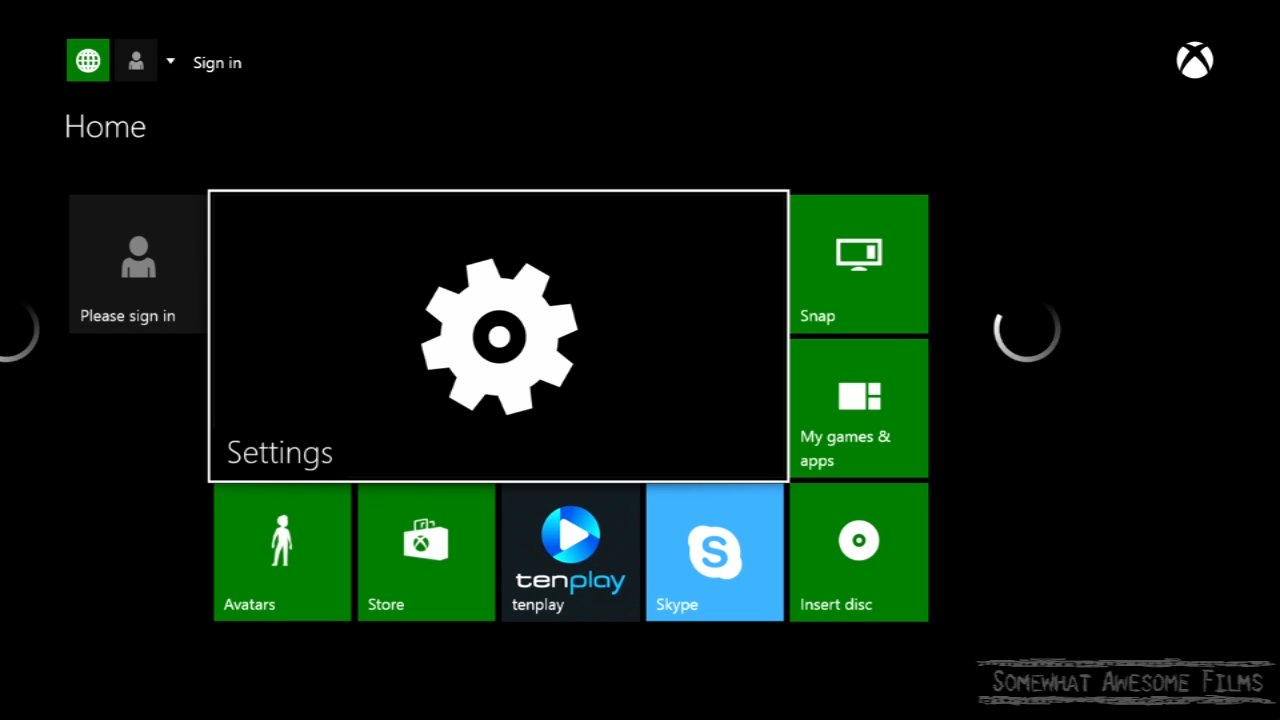 Sign in
Home
Please sign in
Settings
Snap
My games &
apps
Avatars
Store
tenplay
tenplay
S
Skype
Insert disc
Somewhat Awesome Films